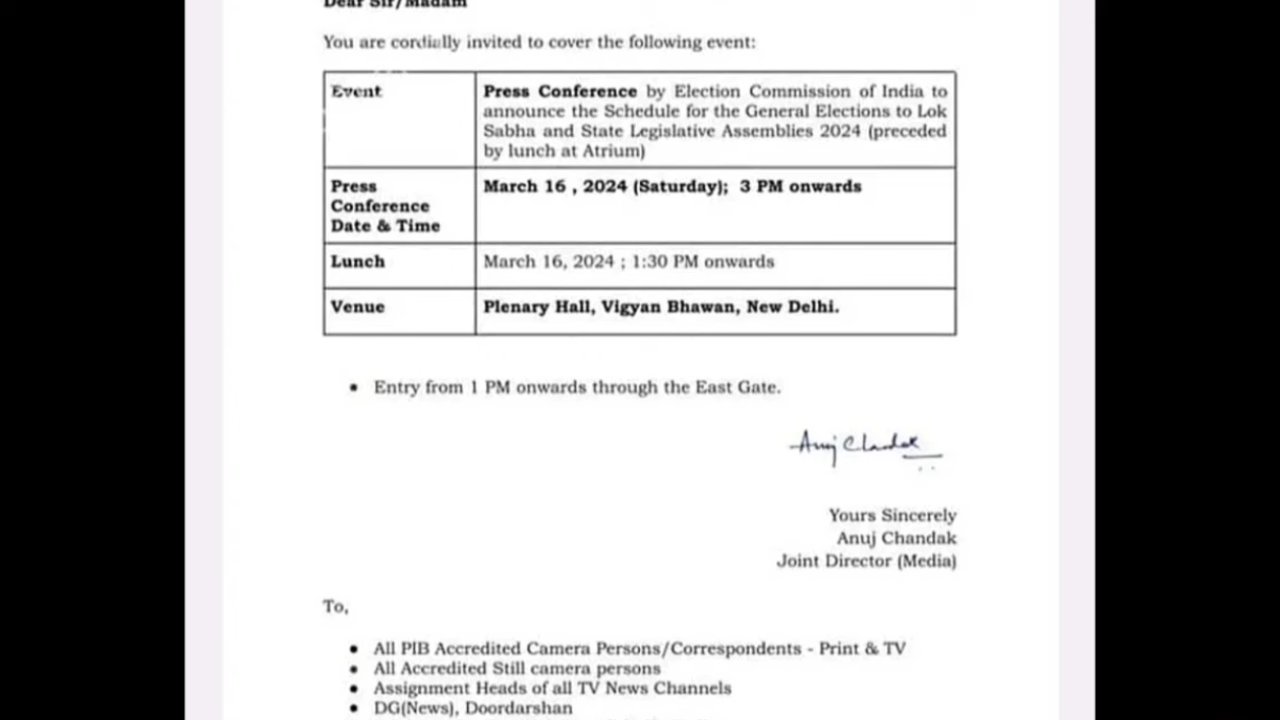 Dear Sir/Madam
You are cordially invited to cover the following event:
Event
Press Conference by Election Commission of India to
announce the Schedule for the General Elections to Lok
Sabha and State Legislative Assemblies 2024 (preceded
by lunch at Atrium)
Press
Conference
Date & Time
March 16 , 2024 (Saturday); 3 PM onwards
Lunch
March 16, 2024 ; 1:30 PM onwards
Venue
Plenary Hall, Vigyan Bhawan, New Delhi.
• Entry from 1 PM onwards through the East Gate.
Anuj Chandak
Yours Sincerely
Anuj Chandak
Joint Director (Media)
To,
• All PIB Accredited Camera Persons/Correspondents - Print & TV
• All Accredited Still camera persons
• Assignment Heads of all TV News Channels
• DG(News), Doordarshan